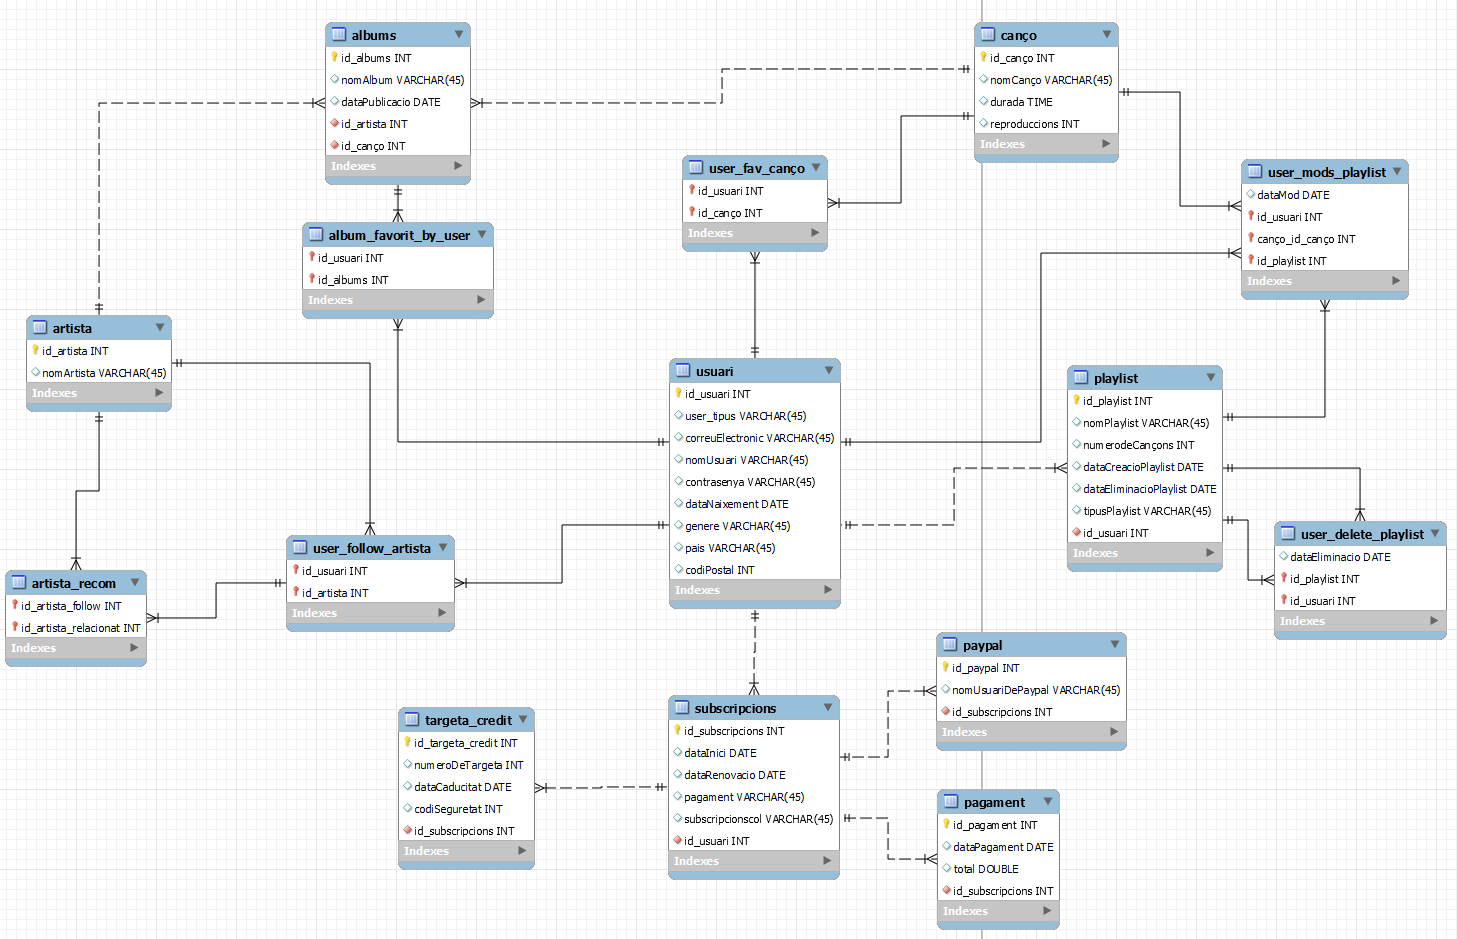 albums
id_albums INT
nomAlbum VARCHAR(45)
dataPublicacio DATE
id_artista INT
id_canço INT
Indexes
canço
id_canço INT
nomCanço VARCHAR(45)
durada TIME
reproduccions INT
Indexes
user_fav_canço
id_usuari INT
id_canço INT
Indexes
user_mods_playlist
dataMod DATE
id_usuari INT
canço_id_canço INT
id_playlist INT
Indexes
album_favorit_by_user
id_usuari INT
id_albums INT
Indexes
artista
id_artista INT
nomArtista VARCHAR(45)
Indexes
usuari
id_usuari INT
user_tipus VARCHAR(45)
correuElectronic VARCHAR(45)
nomUsuari VARCHAR(45)
contrasenya VARCHAR(45)
dataNaixement DATE
genere VARCHAR(45)
pais VARCHAR(45)
codiPostal INT
Indexes
playlist
id_playlist INT
nomPlaylist VARCHAR(45)
numerodeCançons INT
dataCreacioPlaylist DATE
dataEliminacioPlaylist DATE
tipusPlaylist VARCHAR(45)
id_usuari INT
Indexes
user_delete_playlist
dataEliminacio DATE
id_playlist INT
id_usuari INT
Indexes
user_follow_artista
id_usuari INT
id_artista INT
Indexes
artista_recom
id_artista_follow INT
id_artista_relacionat INT
Indexes
paypal
id_paypal INT
nomUsuariDePaypal VARCHAR(45)
id_subscripcions INT
Indexes
subscripcions
id_subscripcions INT
dataInici DATE
dataRenovacio DATE
pagament VARCHAR(45)
subscripcionscol VARCHAR(45)
id_usuari INT
Indexes
targeta_credit
id_targeta_credit INT
numeroDeTargeta INT
dataCaducitat DATE
codiSeguretat INT
id_subscripcions INT
Indexes
pagament
id_pagament INT
dataPagament DATE
total DOUBLE
id_subscripcions INT
Indexes